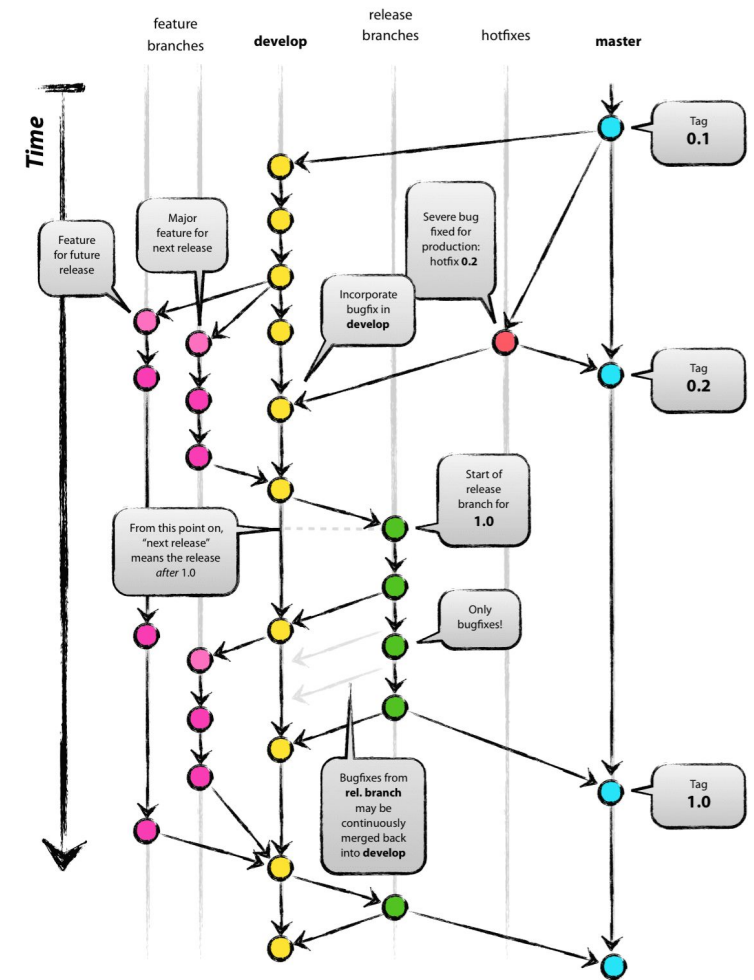 feature
branches
develop
release
branches
hotfixes
master
Time
Tag
0.1
Feature
for future
release
Major
feature for
next release
Severe bug
fixed for
production:
hotfix 0.2
Incorporate
bugfix in
develop
Tag
0.2
Start of
release
branch for
1.0
From this point on,
“next release”
means the release
after 1.0
Only
bugfixes!
Bugfixes from
rel. branch
may be
continuously
merged back
into develop
Tag
1.0